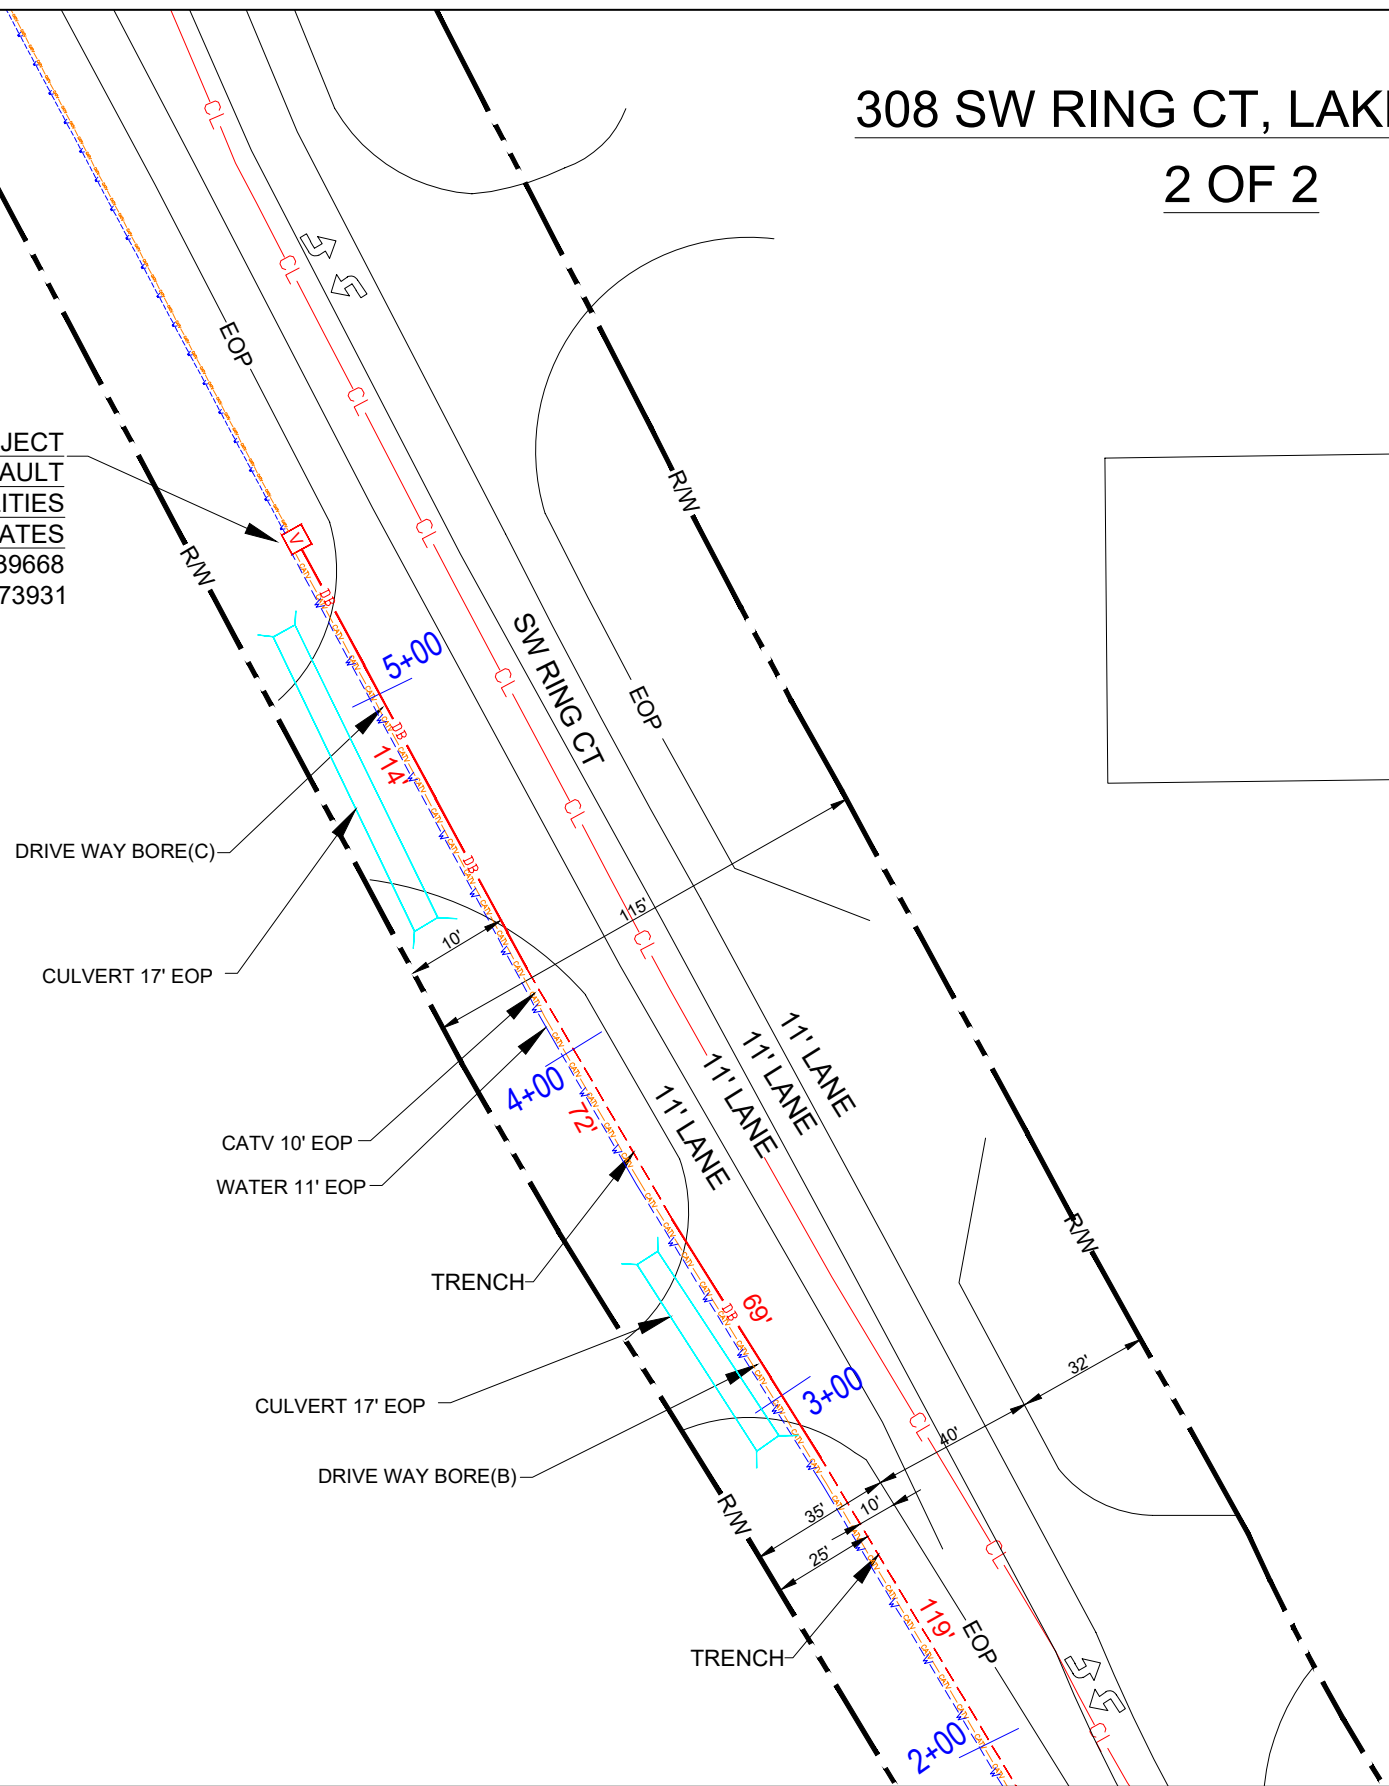 308 SW RING CT, LAK
2 OF 2
CL
CL
EOP
CL
JECT
AULT
ITIES
ATES
39668
73931
R/W
V
CL
R/W
DB
SW RING CT
5+00
CL
EOP
DB
114'
CL
DRIVE WAY BORE(C)
DB
115'
10'
CL
CULVERT 17' EOP
11' LANE
11' LANE
11' LANE
11' LANE
4+00
72'
CATV 10' EOP
WATER 11' EOP
R/W
TRENCH
DB
69'
32'
3+00
CULVERT 17' EOP
CL
40'
DRIVE WAY BORE(B)
R/W
35'
10'
25'
CL
119'
EOP
TRENCH
CL
2+00
CATV
W